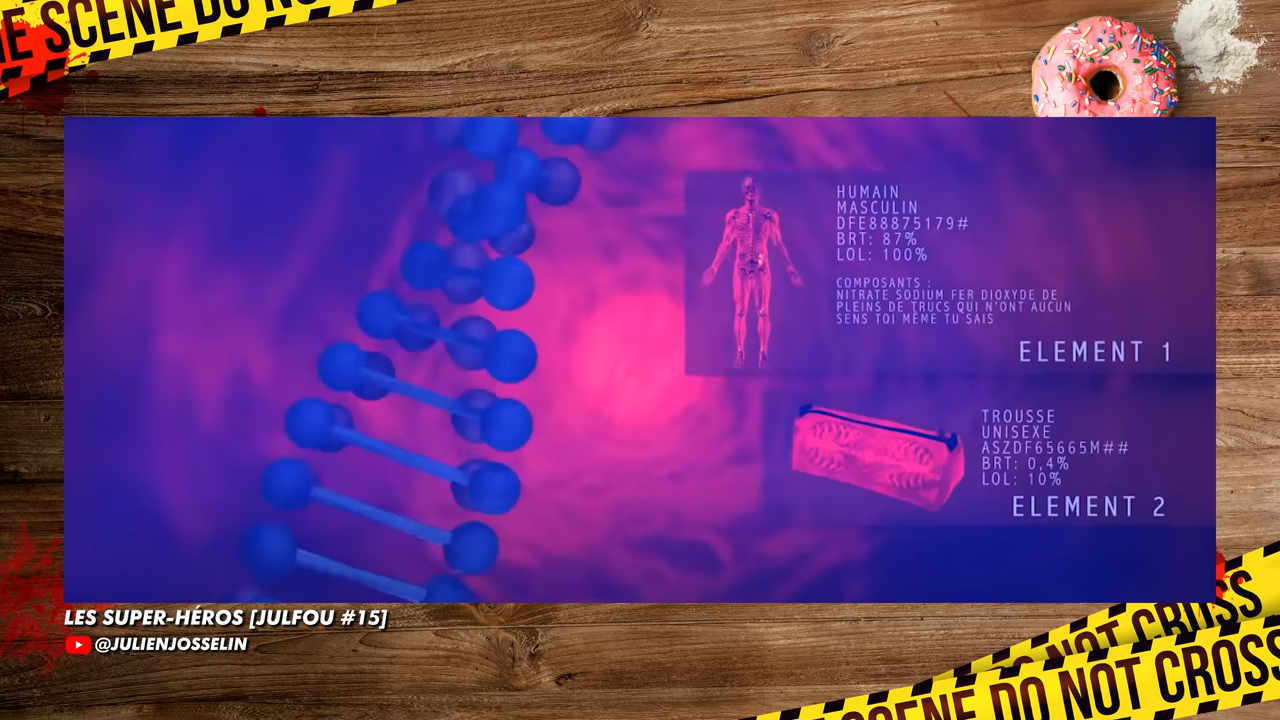 E SCENE DO NO
HUMAIN
MASCULIN
DFE88875179#
BRT: 87%
LOL: 100%
COMPOSANTS :
NITRATE SODIUM FER DIOXYDE DE
PLEINS DE TRUCS QUI N'ONT AUCUN
SENS TOI MÊME TU SAIS
ELEMENT 1
TROUSSE
UNISEXE
ASZDF65665M##
BRT: 0,4%
LOL: 10%
ELEMENT 2
LES SUPER-HÉROS [JULFOU #15]
@JULIENJOSSELIN
O NOT CROSS
SCENE DO NOT CROSS